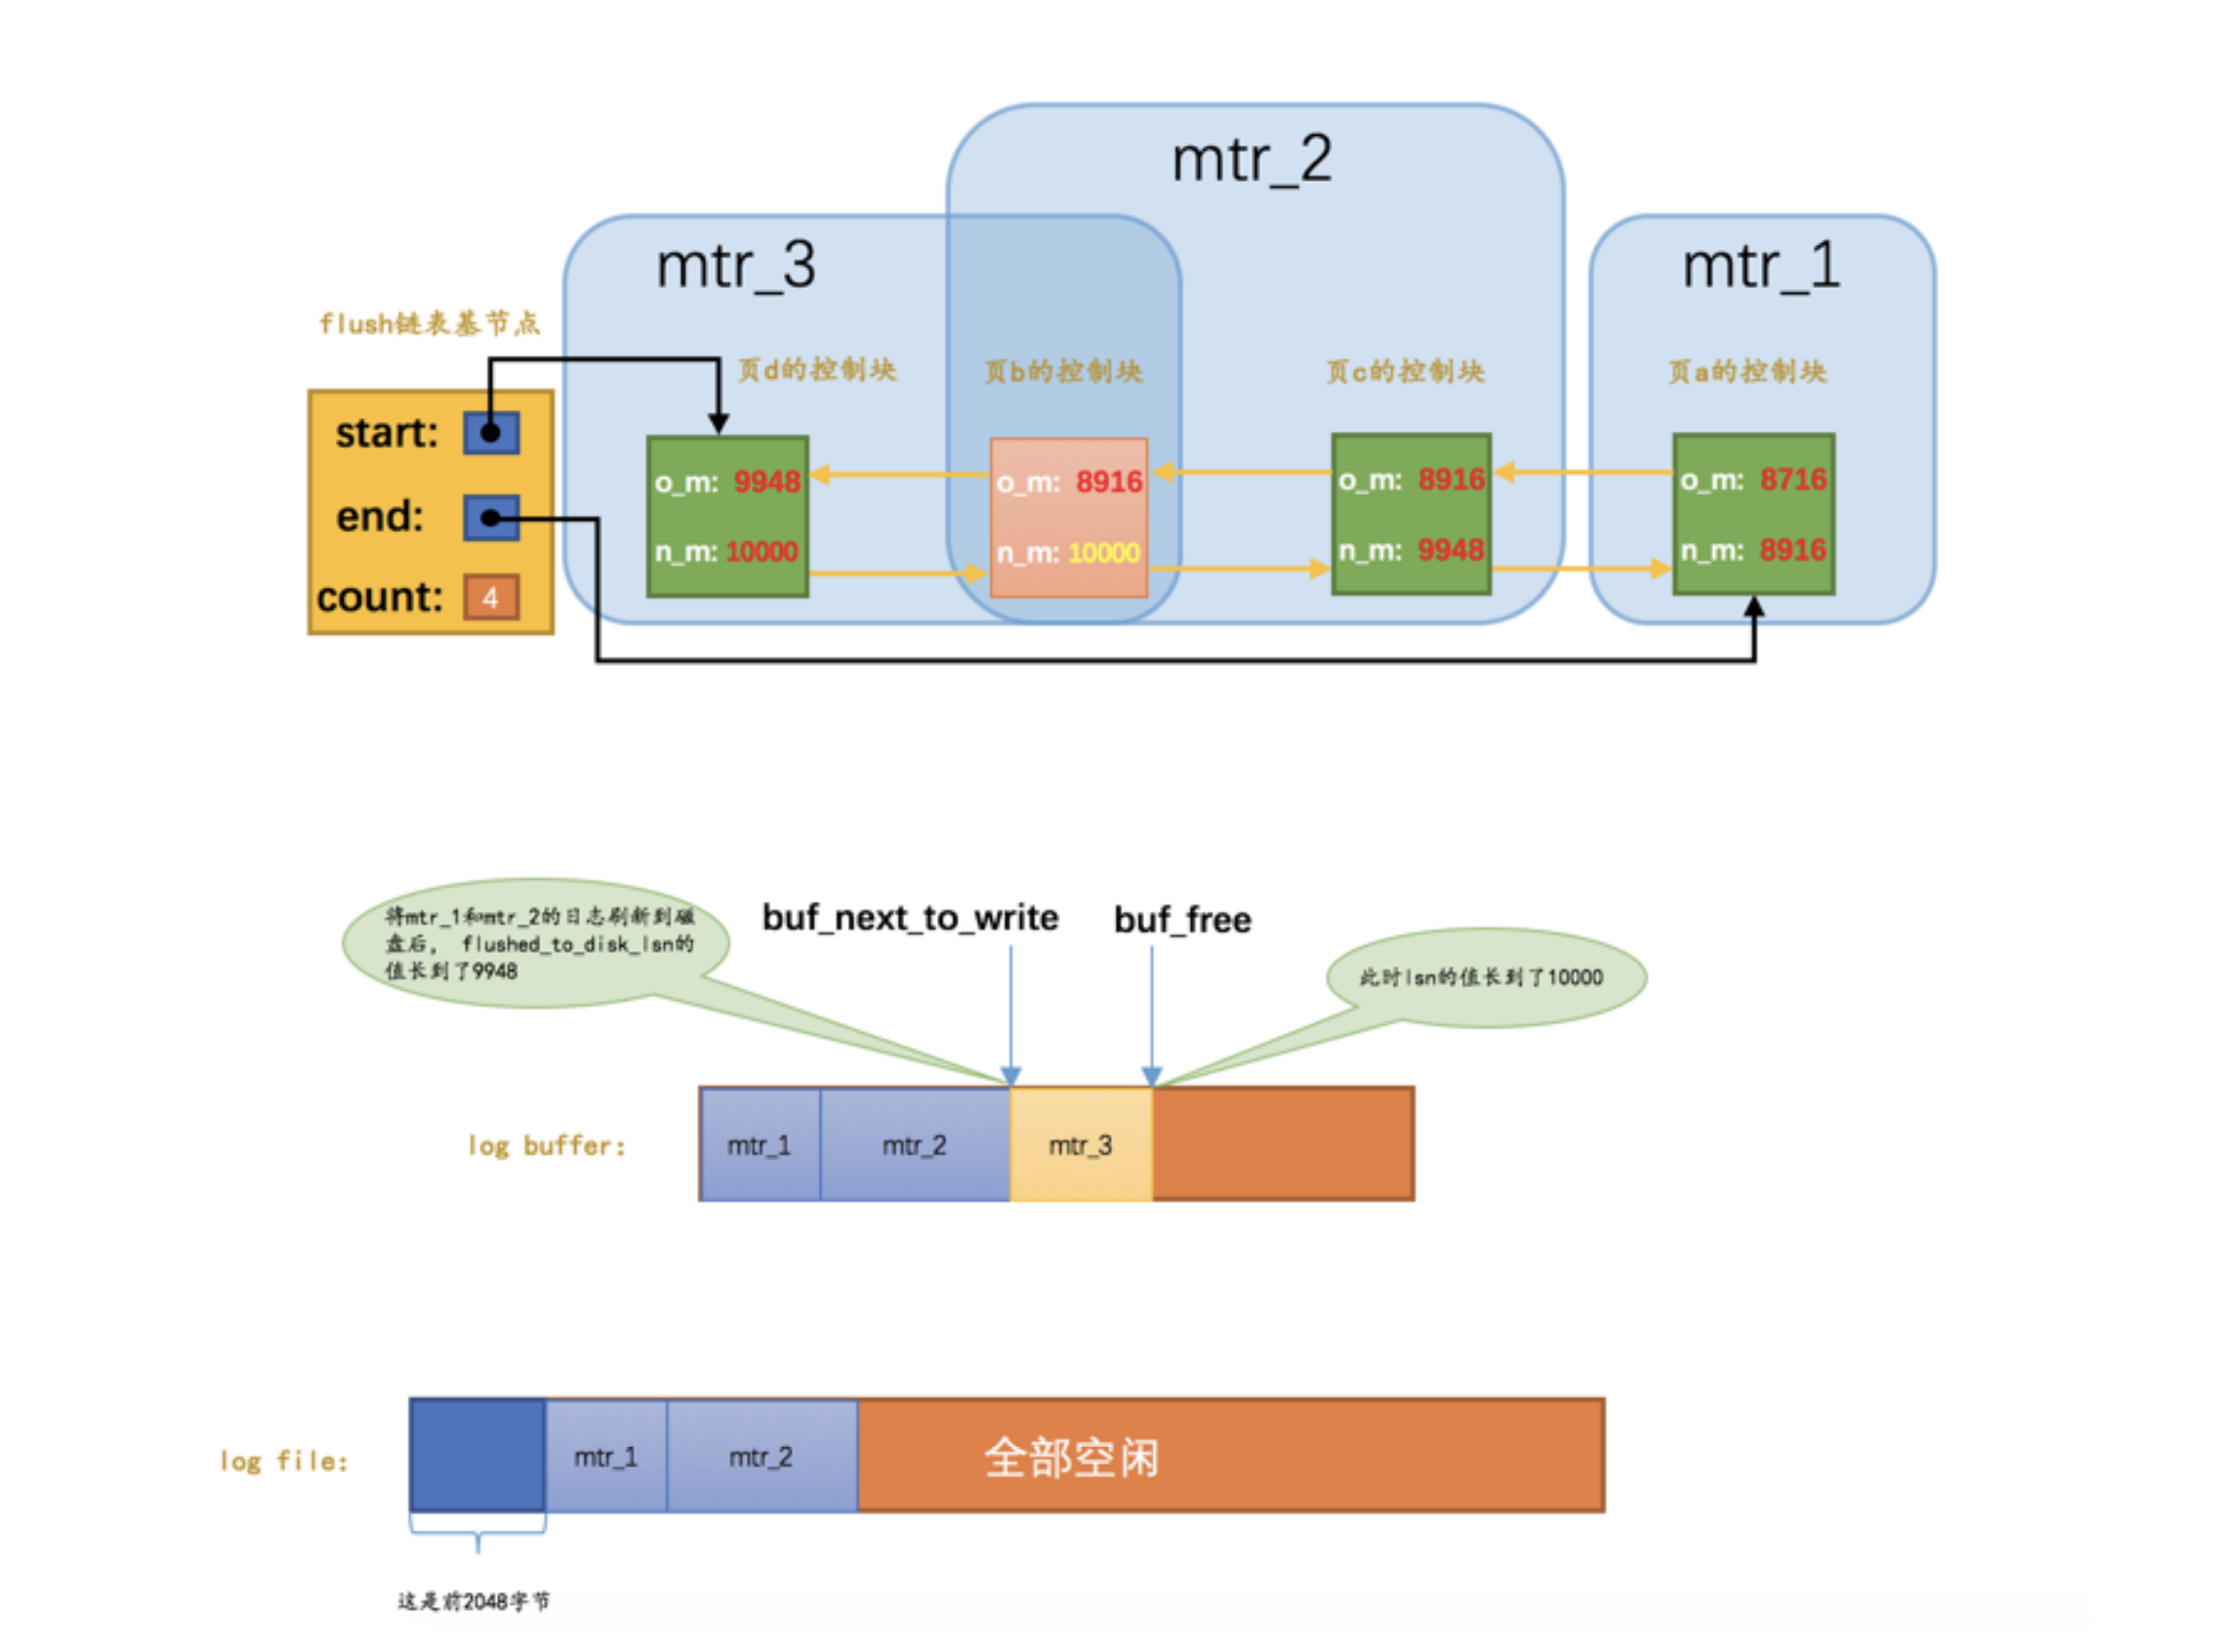 mtr_2
mtr_3
mtr_1
flush链表基节点
页d的控制块
页b的控制块
页c的控制块
页a的控制块
start:
end:
count:
4
o_m: 9948
n_m: 10000
o_m: 8916
n_m: 10000
o_m: 8916
n_m: 9948
o_m: 8716
n_m: 8916
将mtr_1和mtr_2的日志刷新到磁
盘后， flushed_to_disk_lsn的
值长到了9948
buf_next_to_write
buf_free
此时lsn的值长到了10000
log buffer:
mtr_1
mtr_2
mtr_3
log file:
mtr_1
mtr_2
全部空闲
这是前2048字节